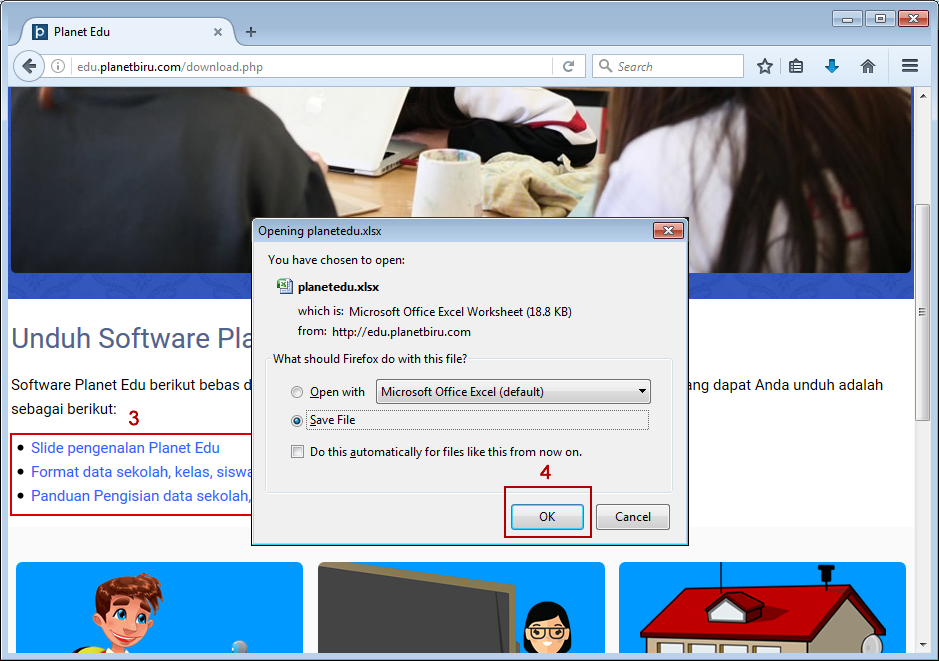 Planet Edu
edu.planetbiru.com/download.php
Search
Opening planetedu.xlsx
You have chosen to open:
planetedu.xlsx
which is: Microsoft Office Excel Worksheet (18.8 KB)
from: http://edu.planetbiru.com
What should Firefox do with this file?
Open with Microsoft Office Excel (default)
Save File
Do this automatically for files like this from now on.
4
OK Cancel
Unduh Software Pla
Software Planet Edu berikut bebas d ang dapat Anda unduh adalah
sebagai berikut:
3
Slide pengenalan Planet Edu
Format data sekolah, kelas, siswa
Panduan Pengisian data sekolah,